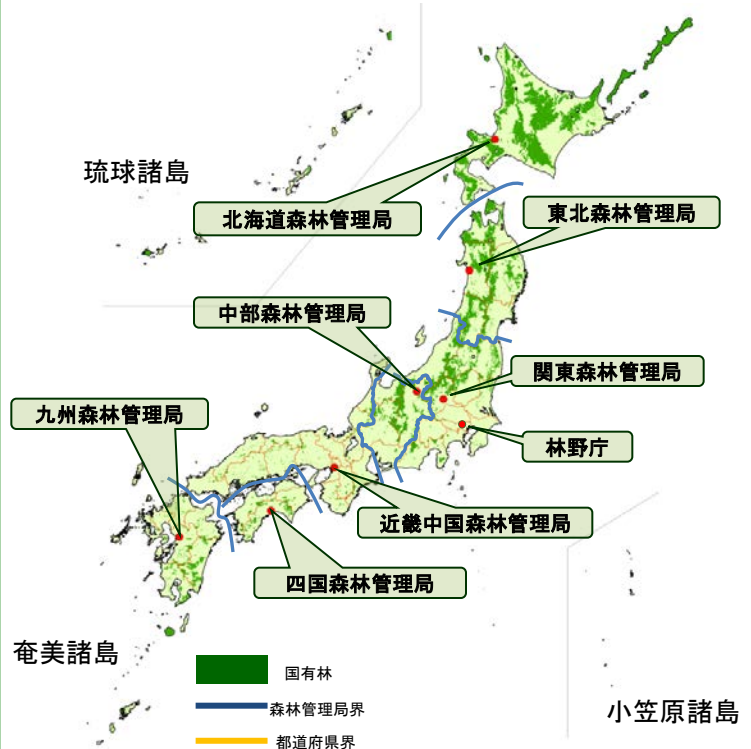 琉球諸島
北海道森林管理局
東北森林管理局
中部森林管理局
関東森林管理局
九州森林管理局
林野庁
近畿中国森林管理局
四国森林管理局
奄美諸島
国有林
森林管理局界
小笠原諸島
都道府県界